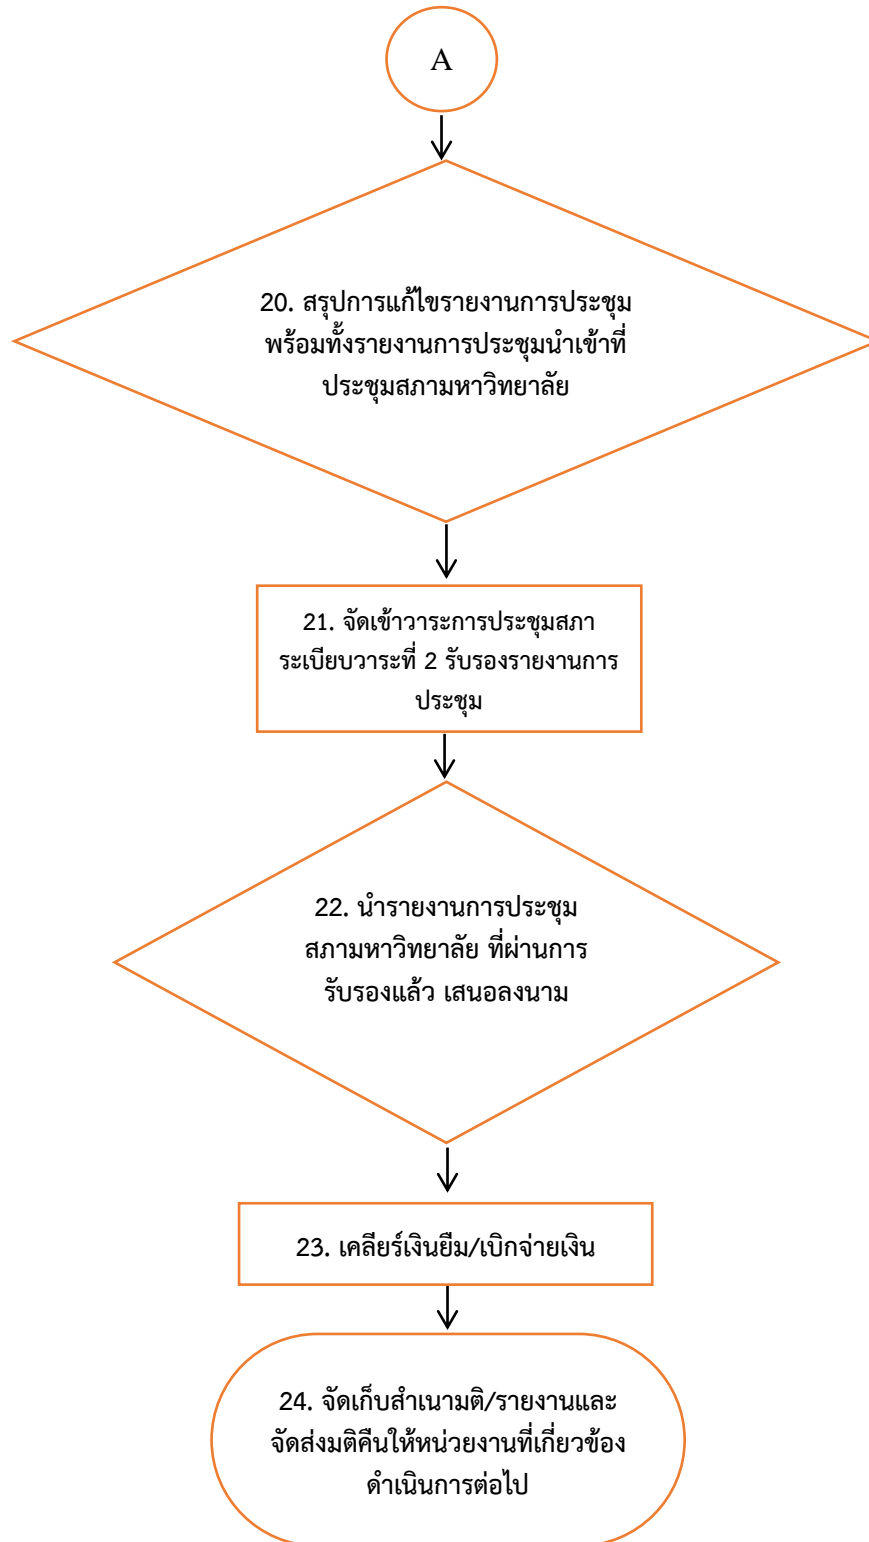 A
20. สรุปการแก้ไขรายงานการประชุม
พร้อมทั้งรายงานการประชุมนำเข้าที่
ประชุมสภามหาวิทยาลัย
21. จัดเข้าวาระการประชุมสภา
ระเบียบวาระที่ 2 รับรองรายงานการ
ประชุม
22. นำรายงานการประชุม
สภามหาวิทยาลัย ที่ผ่านการ
รับรองแล้ว เสนอลงนาม
23. เคลียร์เงินยืม/เบิกจ่ายเงิน
24. จัดเก็บสำเนามติ/รายงานและ
จัดส่งมติคืนให้หน่วยงานที่เกี่ยวข้อง
ดำเนินการต่อไป